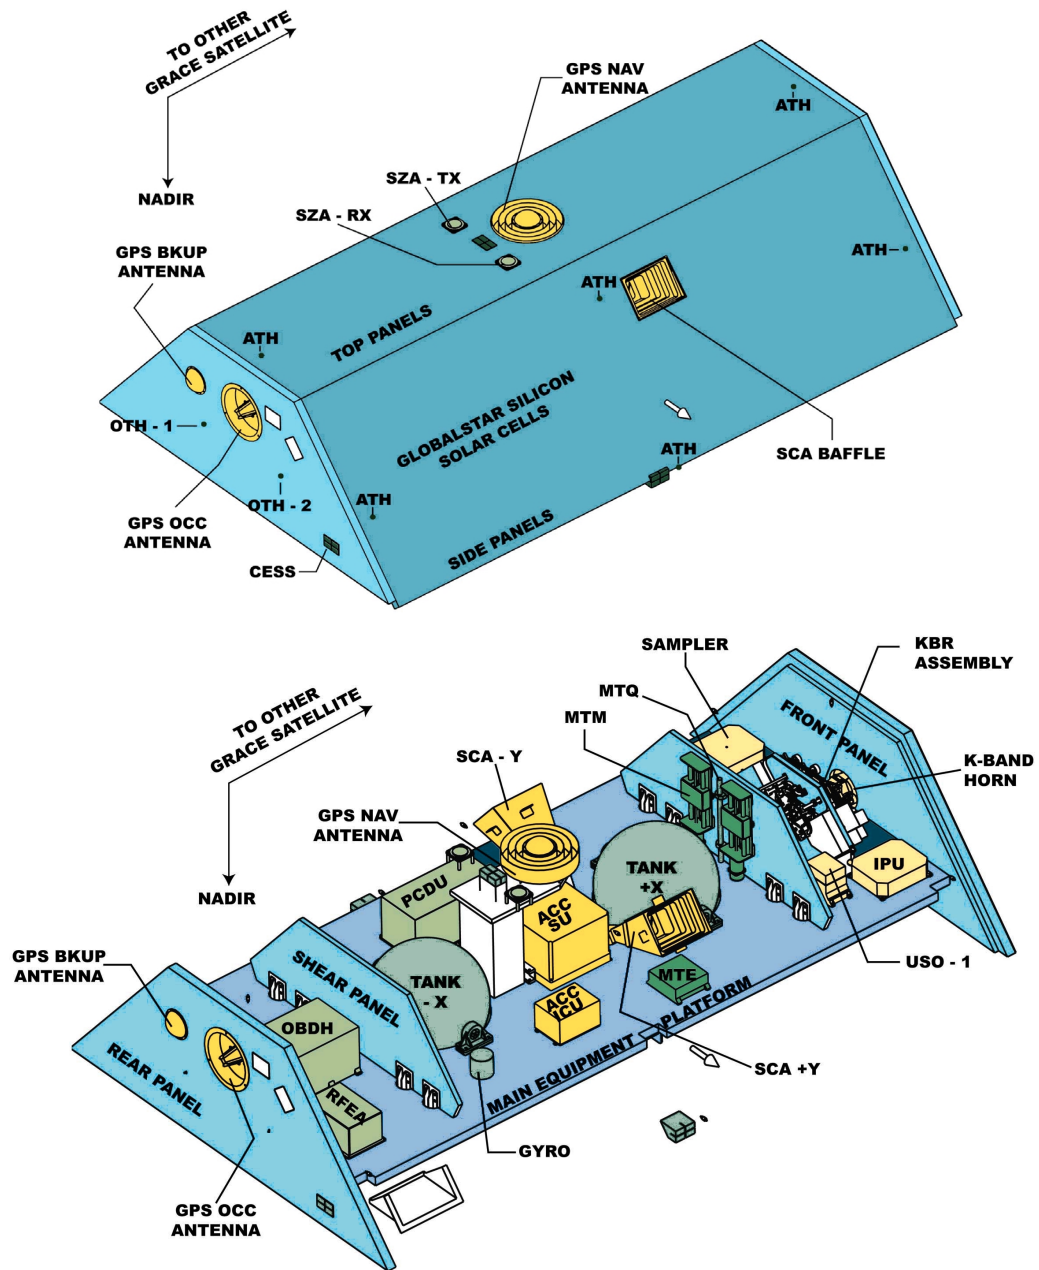 TO OTHER
GRACE SATELLITE
NADIR
GPS NAV
ANTENNA
ATH
SZA - TX
SZA - RX
GPS BKUP
ANTENNA
ATH
ATH
ATH
TOP PANELS
OTH - 1
GLOBALSTAR SILICON
SOLAR CELLS
SCA BAFFLE
ATH
ATH
OTH - 2
GPS OCC
ANTENNA
SIDE PANELS
CESS
SAMPLER
KBR
ASSEMBLY
MTQ
MTM
FRONT PANEL
K-BAND
HORN
TO OTHER
GRACE SATELLITE
SCA - Y
GPS NAV
ANTENNA
NADIR
PCDU
TANK
+X
IPU
ACC
SU
USO - 1
GPS BKUP
ANTENNA
SHEAR PANEL
TANK
- X
MTE
ACC
ICU
OBDH
MAIN EQUIPMENT PLATFORM
SCA +Y
REAR PANEL
RFEA
GYRO
GPS OCC
ANTENNA